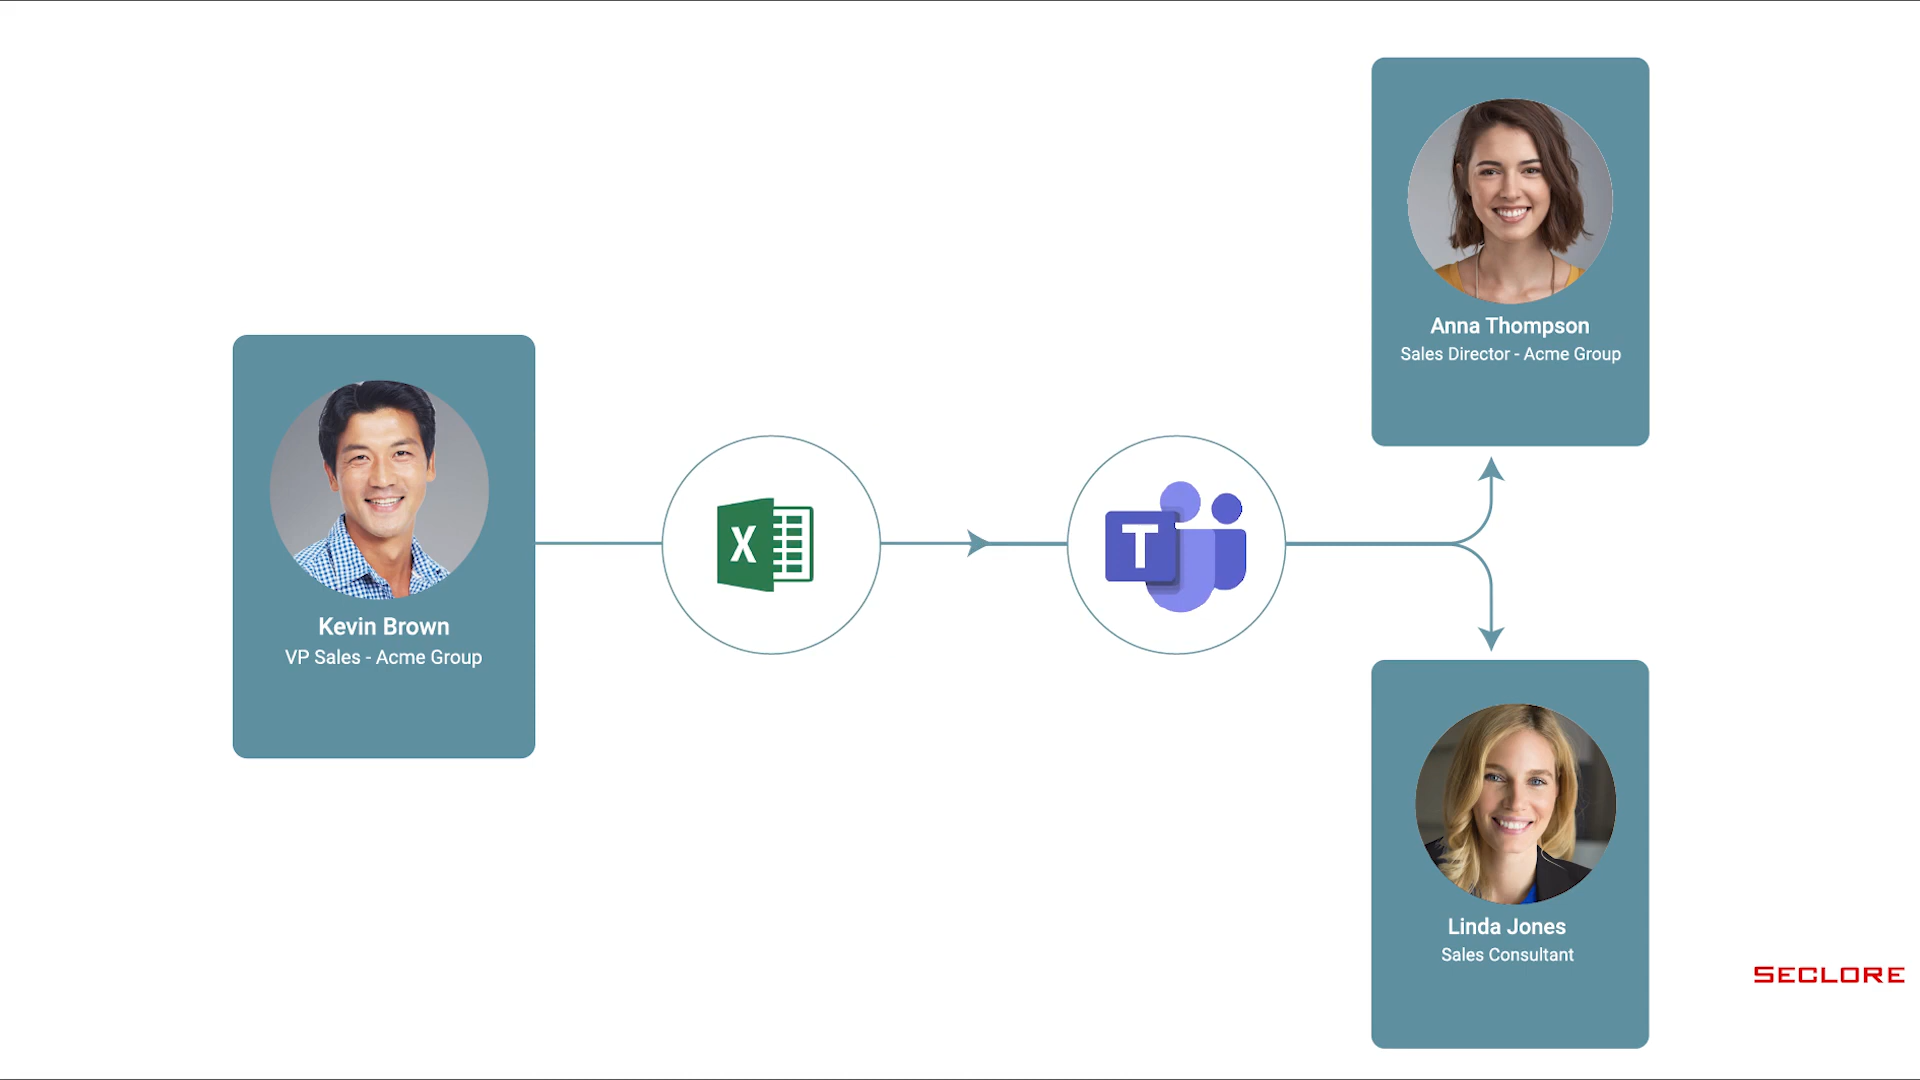 Anna Thompson
Sales Director - Acme Group
Kevin Brown
VP Sales - Acme Group
X
T
Linda Jones
Sales Consultant
SECLORE